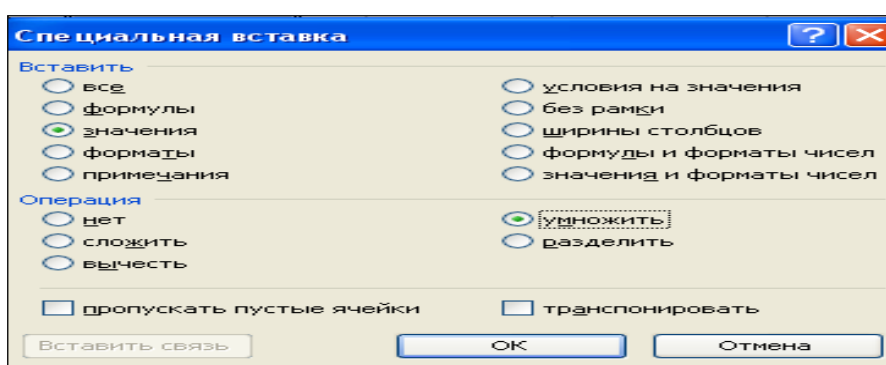 Специальная вставка
Вставить
все
условия на значения
формулы
без рамки
значения
ширины столбцов
форматы
формулы и форматы чисел
примечания
значения и форматы чисел
Операция
нет
умножить
сложить
разделить
вычесть
пропускать пустые ячейки
транспонировать
Вставить связь
ОК
Отмена